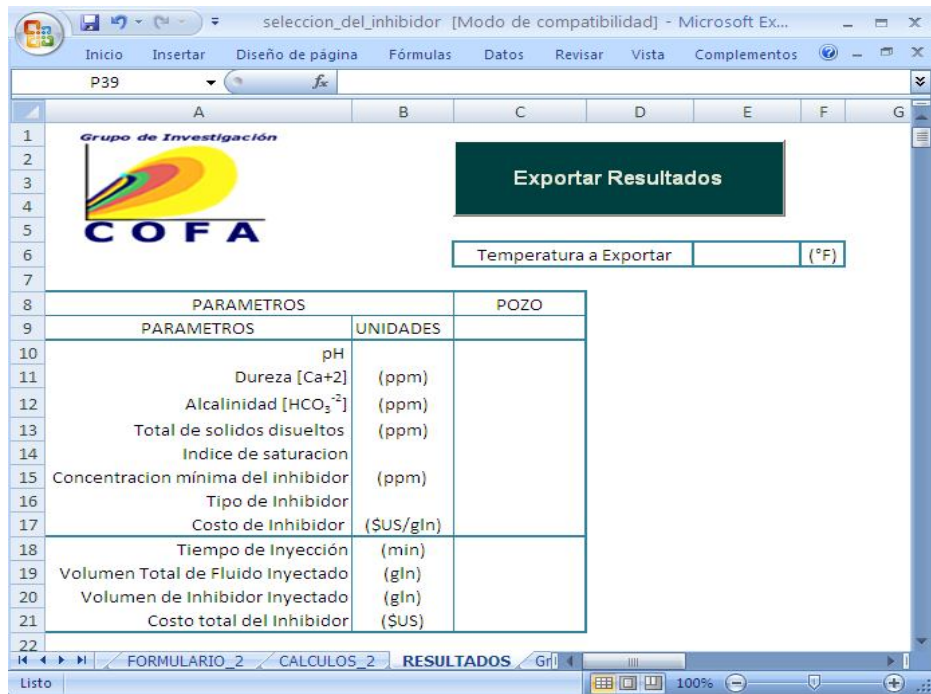 seleccion_del_inhibidor [Modo de compatibilidad] - Microsoft Ex...
Inicio Insertar Diseño de página Fórmulas Datos Revisar Vista Complementos
P39 fx
A B C D E F G
1 Grupo de Investigación
2
3 Exportar Resultados
4
5 COFA
6 Temperatura a Exportar (°F)
7
8 PARAMETROS POZO
9 PARAMETROS UNIDADES
10 pH
11 Dureza [Ca+2] (ppm)
12 Alcalinidad [HCO₃⁻²] (ppm)
13 Total de solidos disueltos (ppm)
14 Indice de saturacion
15 Concentracion mínima del inhibidor (ppm)
16 Tipo de Inhibidor
17 Costo de Inhibidor ($US/gln)
18 Tiempo de Inyección (min)
19 Volumen Total de Fluido Inyectado (gln)
20 Volumen de Inhibidor Inyectado (gln)
21 Costo total del Inhibidor ($US)
22
FORMULARIO_2 CALCULOS_2 RESULTADOS Gr
Listo 100%